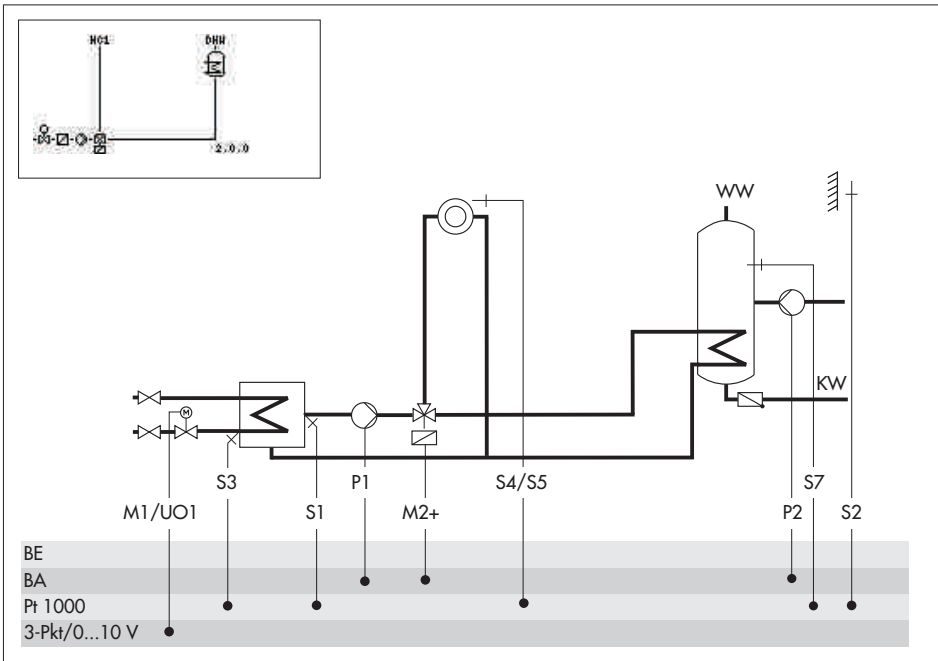 HC1 DHW
2.0.0
WW
KW
M
S3 P1 S4/S5 S7
M1/UO1 S1 M2+ P2 S2
BE
BA
Pt 1000
3-Pkt/0...10 V